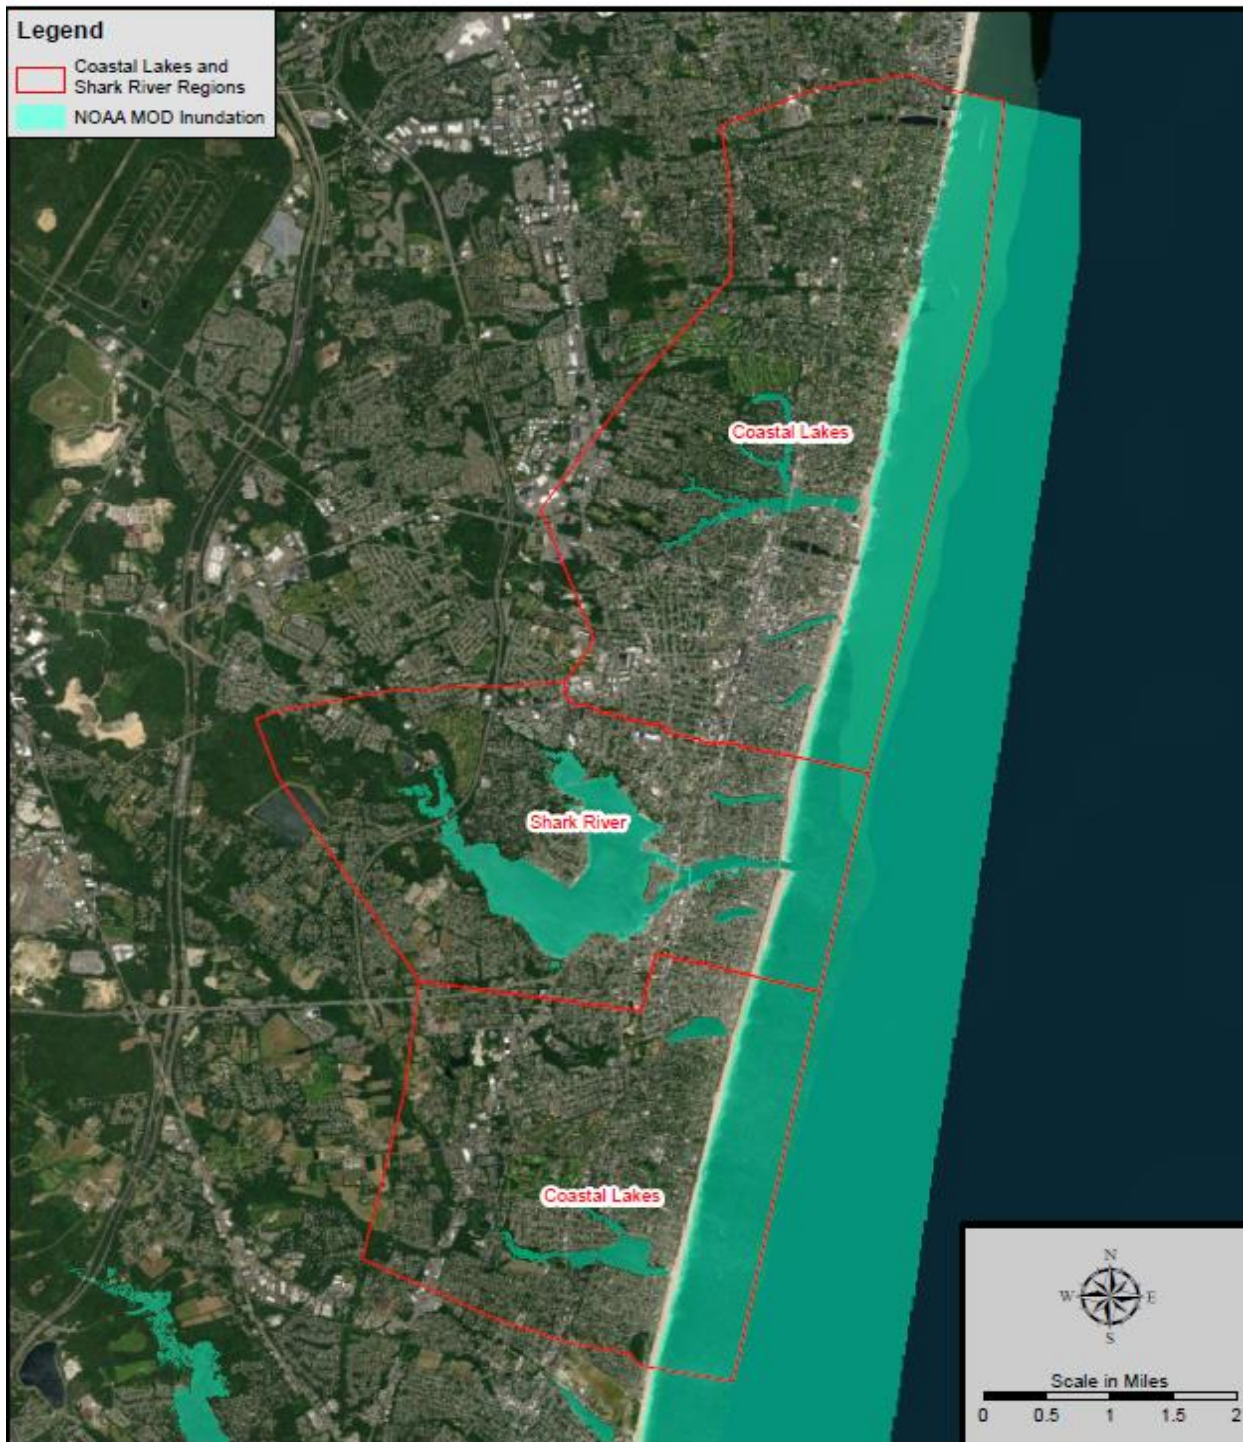 Legend
Coastal Lakes and
Shark River Regions
NOAA MOD Inundation
Coastal Lakes
Shark River
Coastal Lakes
N
W E
S
Scale in Miles
0 0.5 1 1.5 2